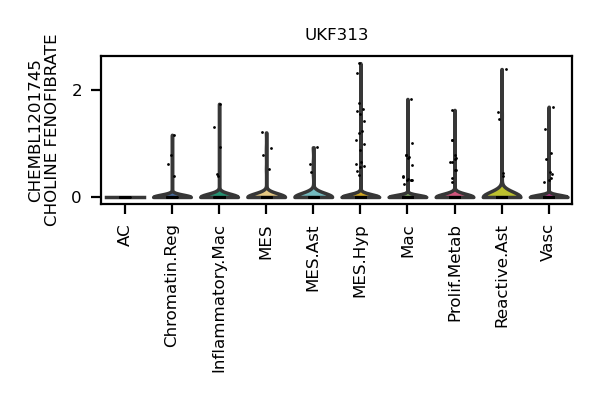 UKF313
CHEMBL1201745
CHOLINE FENOFIBRATE
2
0
AC
Chromatin.Reg
Inflammatory.Mac
MES
MES.Ast
MES.Hyp
Mac
Prolif.Metab
Reactive.Ast
Vasc